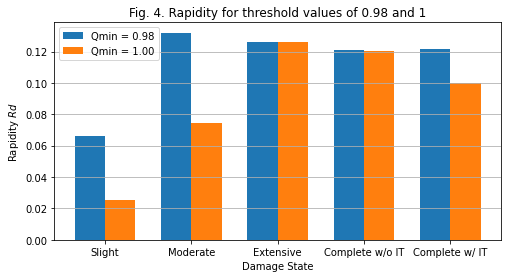 Fig. 4. Rapidity for threshold values of 0.98 and 1
Qmin = 0.98
Qmin = 1.00
0.12
0.10
0.08
0.06
0.04
0.02
0.00
Rapidity Rd
Slight Moderate Extensive Complete w/o IT Complete w/ IT
Damage State